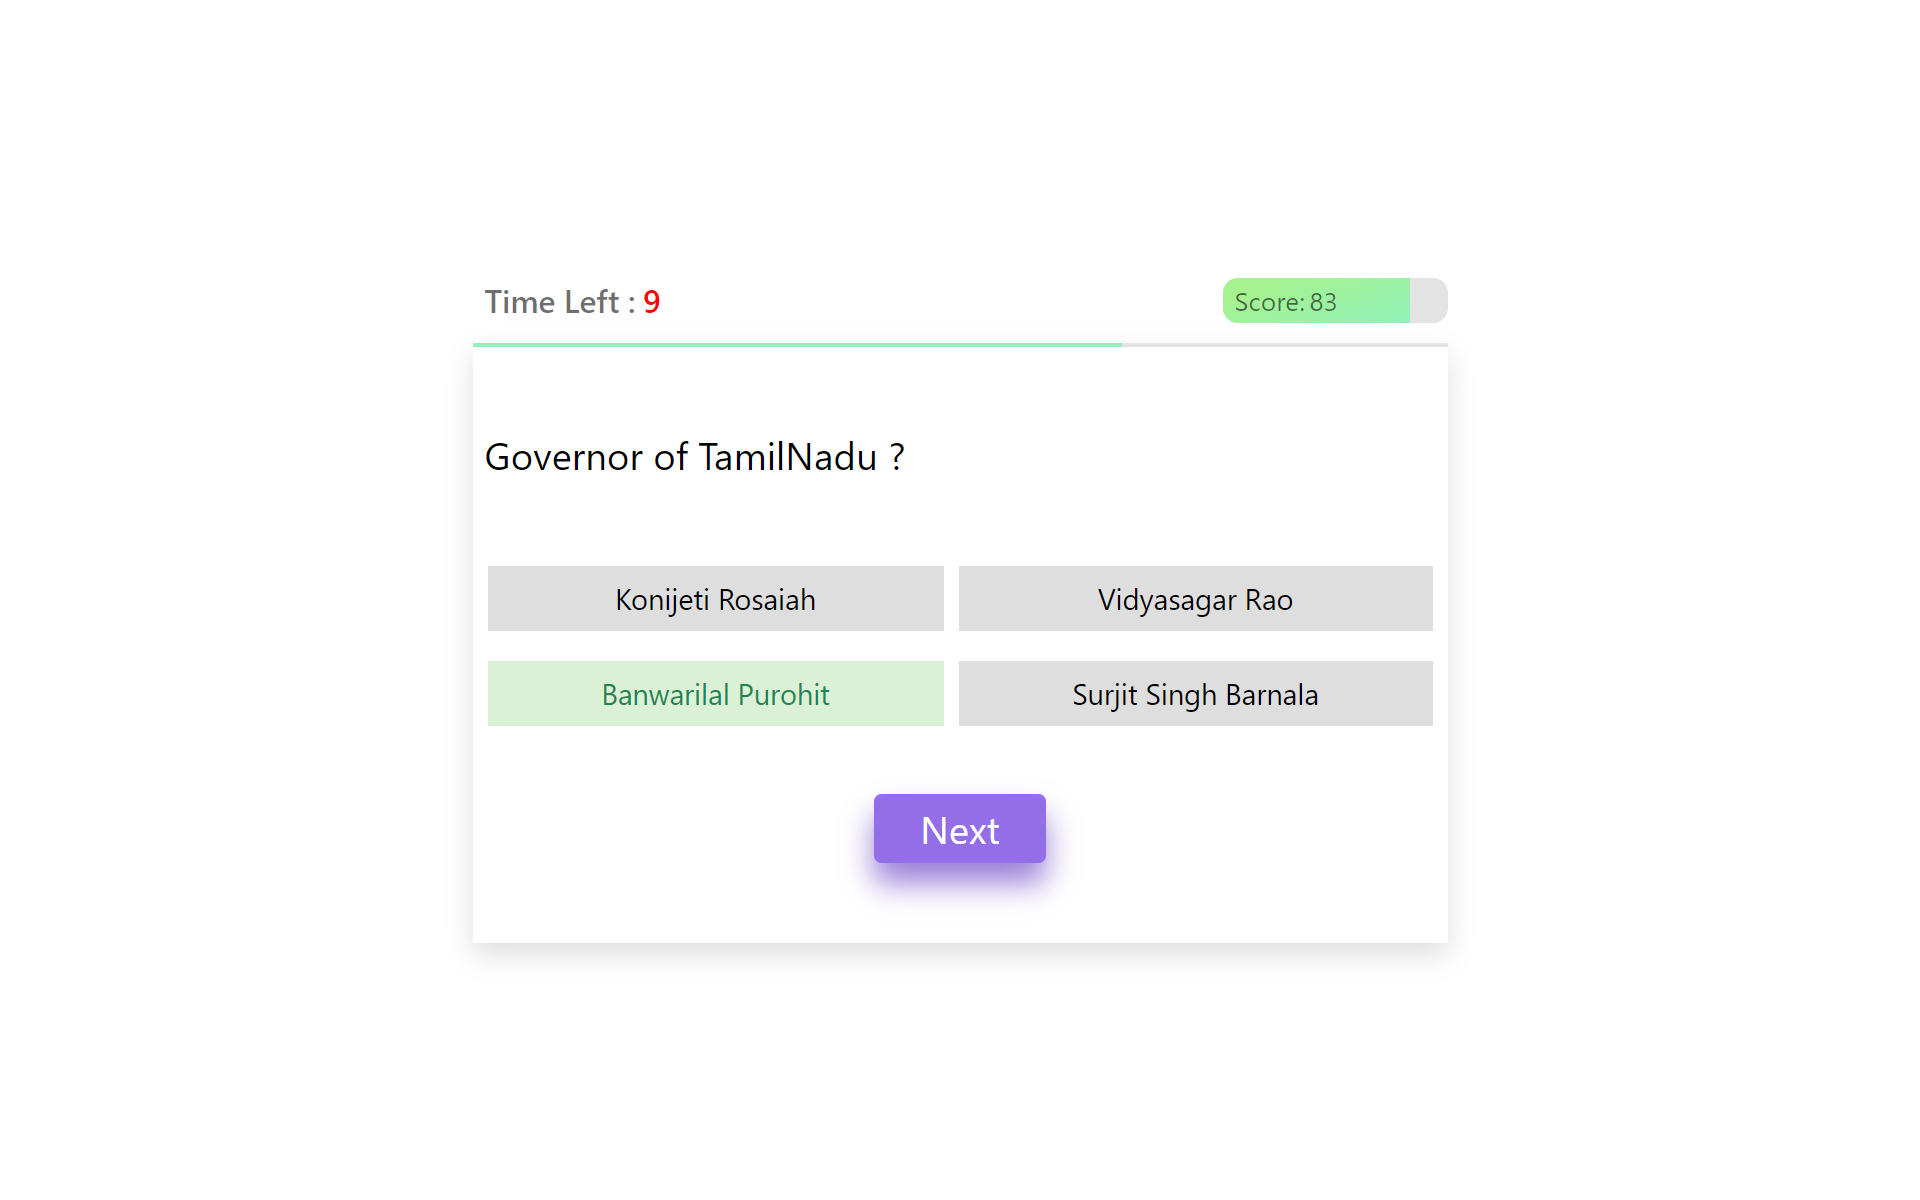 Time Left : 9
Score: 83
Governor of TamilNadu ?
Konijeti Rosaiah
Vidyasagar Rao
Banwarilal Purohit
Surjit Singh Barnala
Next